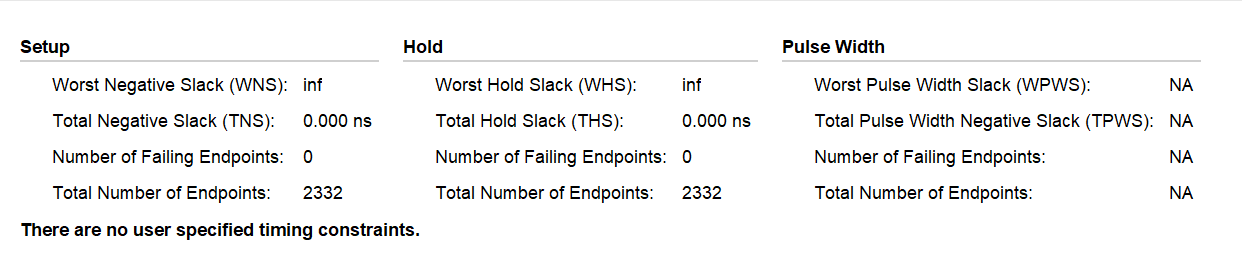 Setup Hold Pulse Width
Worst Negative Slack (WNS): inf Worst Hold Slack (WHS): inf Worst Pulse Width Slack (WPWS): NA
Total Negative Slack (TNS): 0.000 ns Total Hold Slack (THS): 0.000 ns Total Pulse Width Negative Slack (TPWS): NA
Number of Failing Endpoints: 0 Number of Failing Endpoints: 0 Number of Failing Endpoints: NA
Total Number of Endpoints: 2332 Total Number of Endpoints: 2332 Total Number of Endpoints: NA
There are no user specified timing constraints.